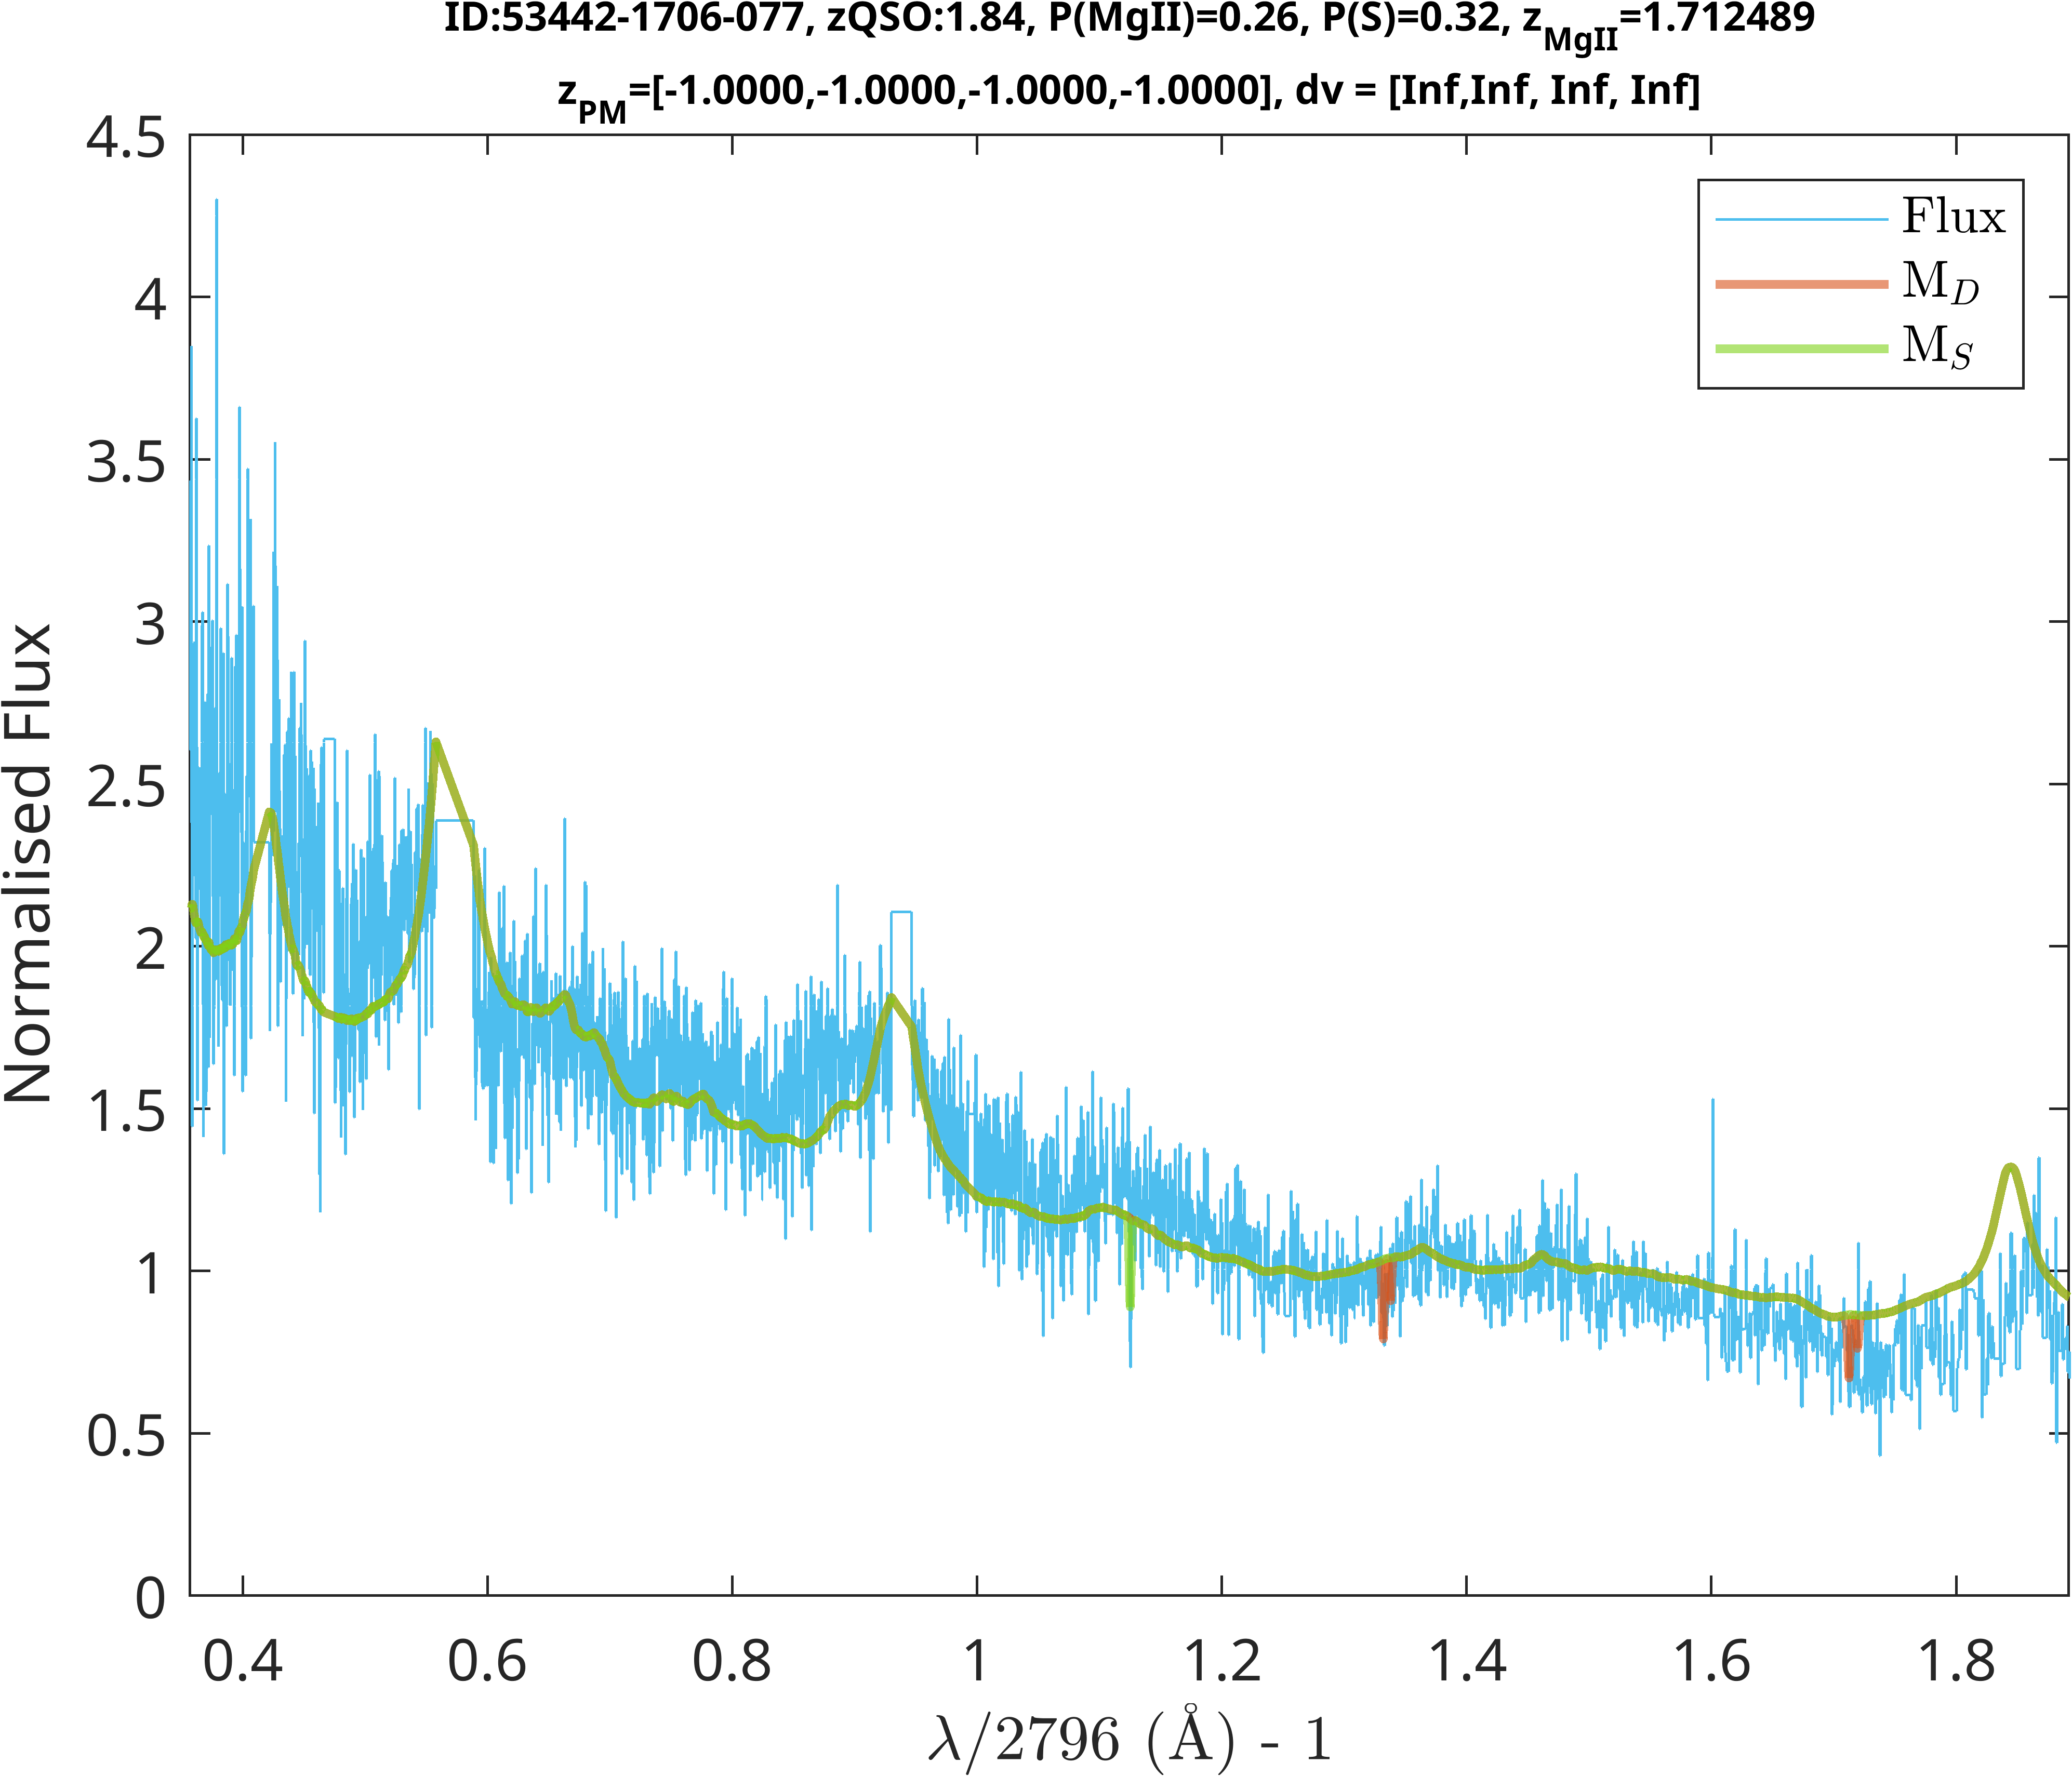 ID:53442-1706-077, zQSO:1.84, P(MgII)=0.26, P(S)=0.32, zMgII=1.712489
zPM=[-1.0000,-1.0000,-1.0000,-1.0000], dv = [Inf,Inf, Inf, Inf]
4.5
4
3.5
3
2.5
2
1.5
1
0.5
0
Normalised Flux
Flux
MD
MS
0.4 0.6 0.8 1 1.2 1.4 1.6 1.8
λ/2796 (Å) - 1